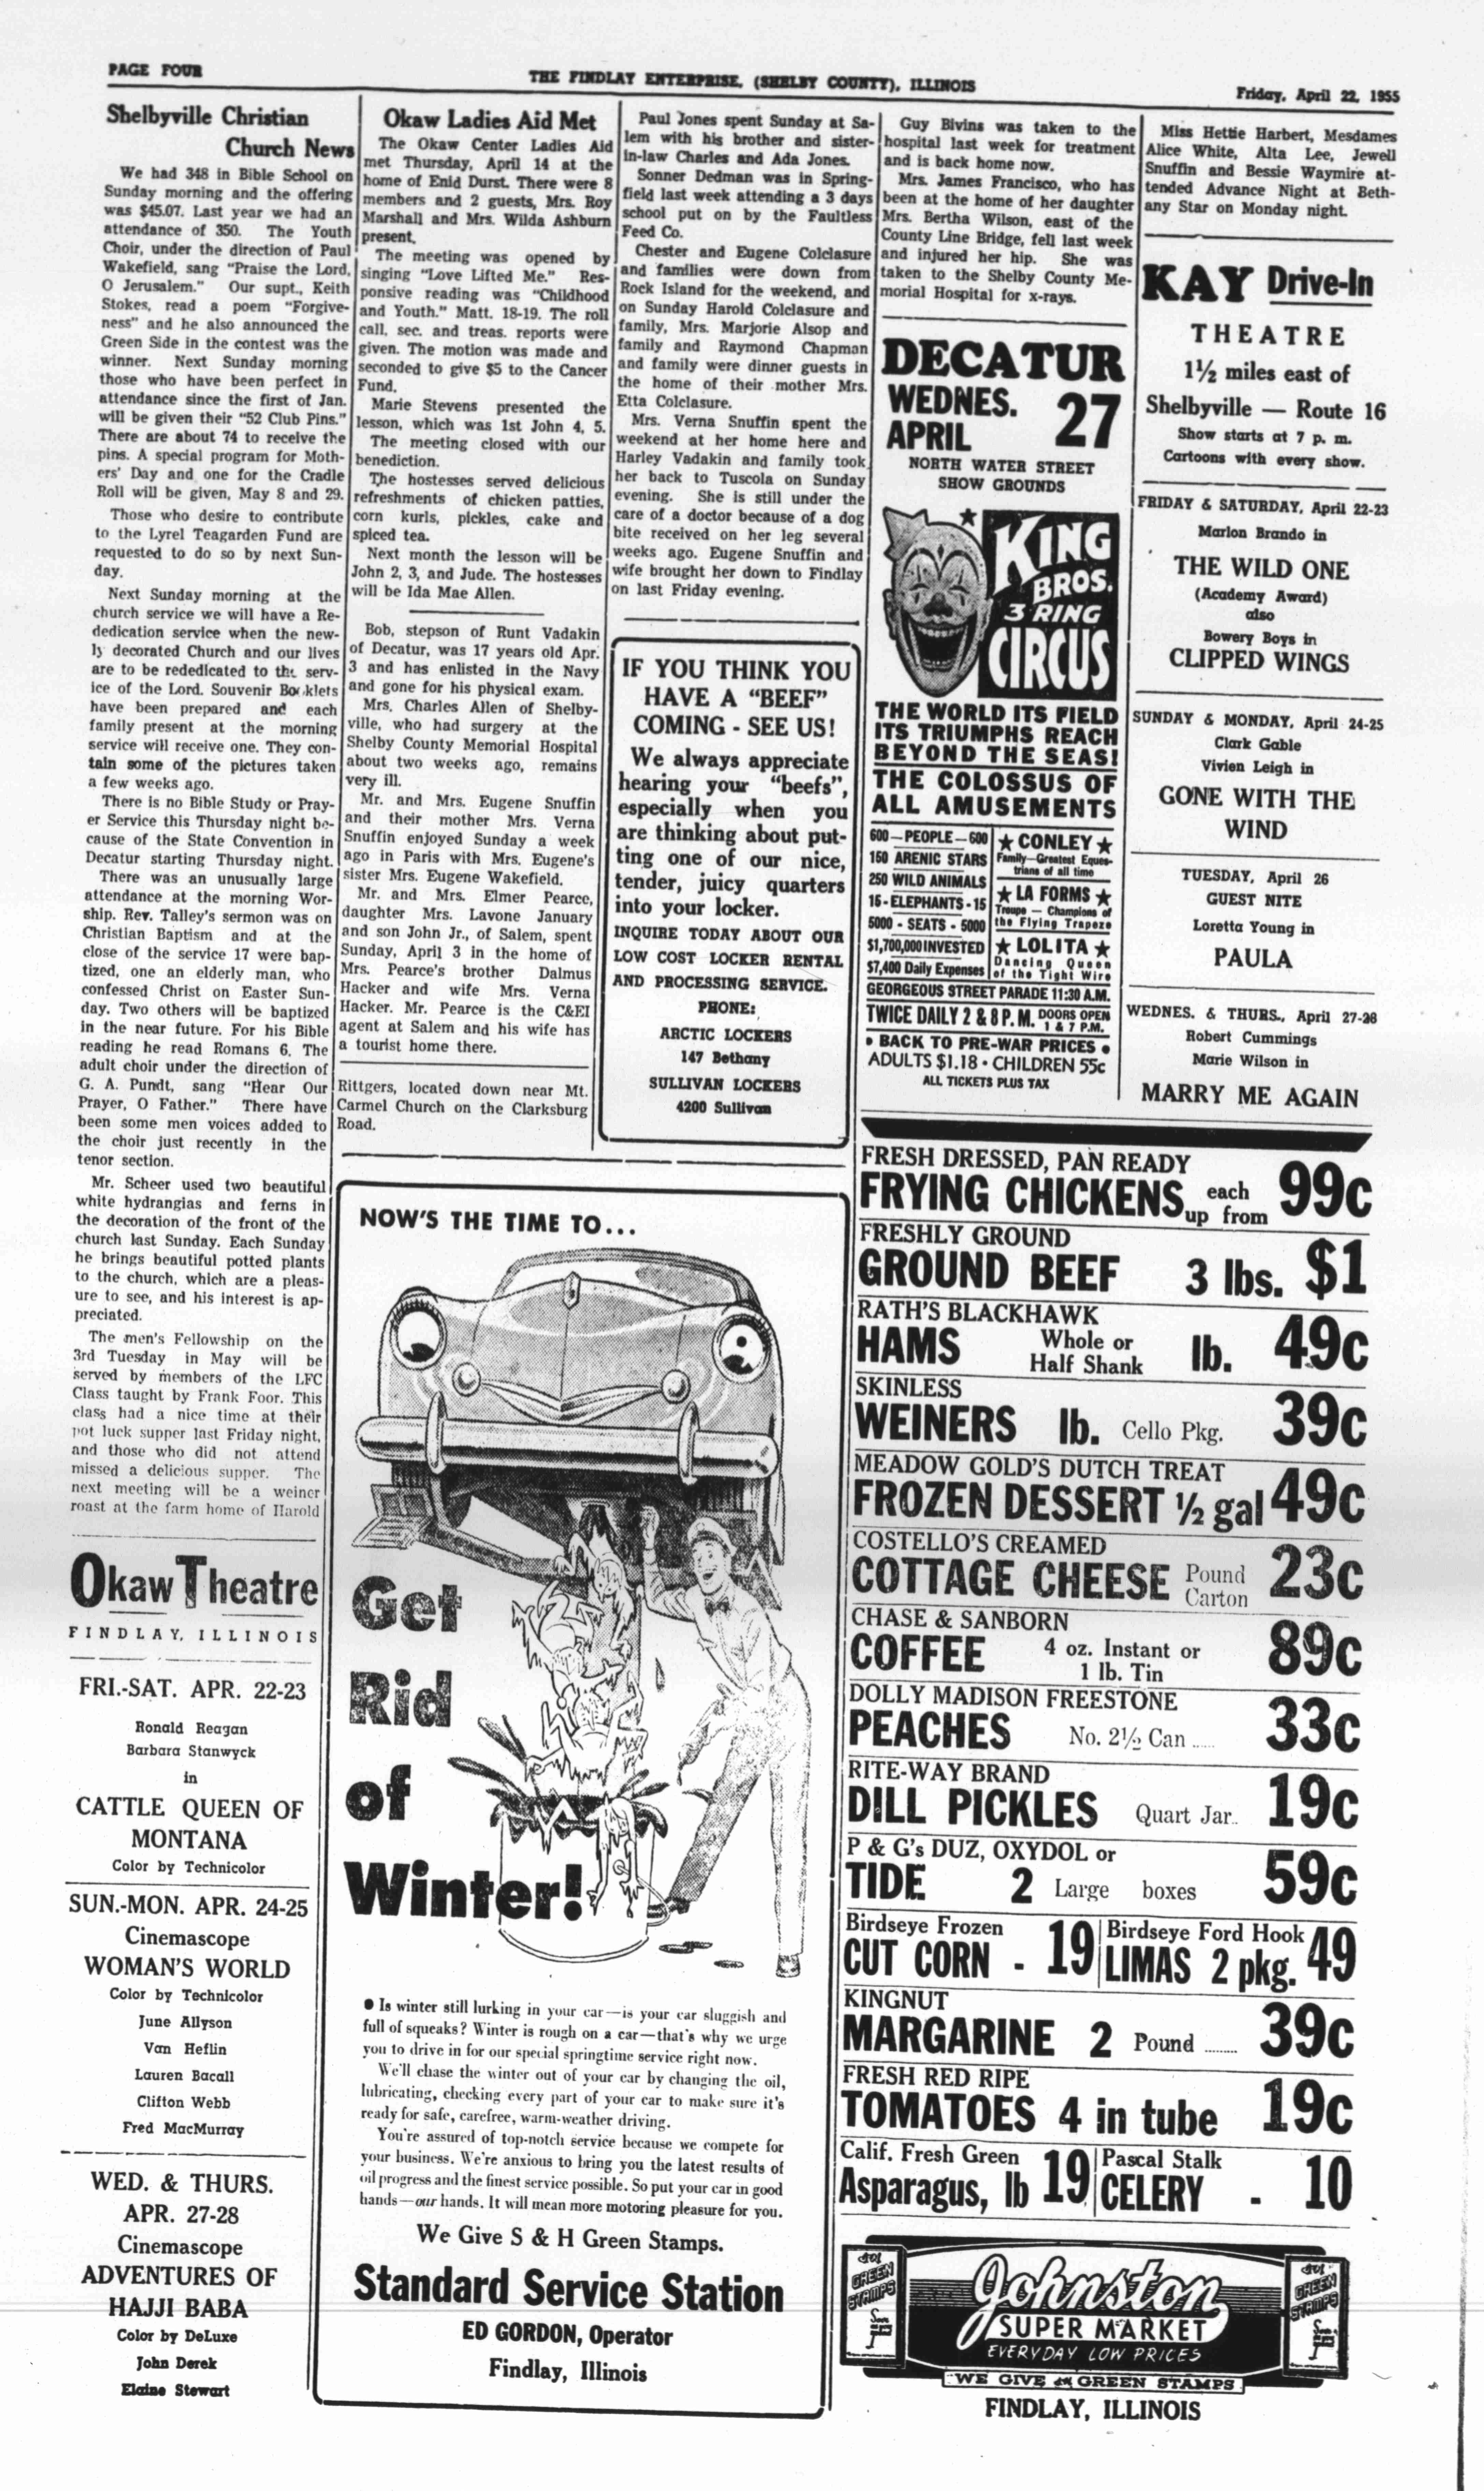 PAGE FOUR
THE FINDLAY ENTERPRISE, (SHELBY COUNTY), ILLINOIS
Friday, April 22, 1955
Shelbyville Christian
Church News
We had 348 in Bible School on
Sunday morning and the offering
was $45.07. Last year we had an
attendance of 350. The Youth
Choir, under the direction of Paul
Wakefield, sang "Praise the Lord,
O Jerusalem." Our supt., Keith
Stokes, read a poem "Forgive-
ness" and he also announced the
Green Side in the contest was the
winner. Next Sunday morning
those who have been perfect in
attendance since the first of Jan.
will be given their "52 Club Pins."
There are about 74 to receive the
pins. A special program for Moth-
ers' Day and one for the Cradle
Roll will be given, May 8 and 29.
Those who desire to contribute
to the Lyrel Teagarden Fund are
requested to do so by next Sun-
day.
Next Sunday morning at the
church service we will have a Re-
dedication service when the new-
ly decorated Church and our lives
are to be rededicated to the serv-
ice of the Lord. Souvenir Booklets
have been prepared and each
family present at the morning
service will receive one. They con-
tain some of the pictures taken
a few weeks ago.
There is no Bible Study or Pray-
er Service this Thursday night be-
cause of the State Convention in
Decatur starting Thursday night.
There was an unusually large
attendance at the morning Wor-
ship. Rev. Talley's sermon was on
Christian Baptism and at the
close of the service 17 were bap-
tized, one an elderly man, who
confessed Christ on Easter Sun-
day. Two others will be baptized
in the near future. For his Bible
reading he read Romans 6. The
adult choir under the direction of
G. A. Pundt, sang "Hear Our
Prayer, O Father." There have
been some men voices added to
the choir just recently in the
tenor section.
Mr. Scheer used two beautiful
white hydrangias and ferns in
the decoration of the front of the
church last Sunday. Each Sunday
he brings beautiful potted plants
to the church, which are a pleas-
ure to see, and his interest is ap-
preciated.
The men's Fellowship on the
3rd Tuesday in May will be
served by members of the LFC
Class taught by Frank Foor. This
class had a nice time at their
pot luck supper last Friday night,
and those who did not attend
missed a delicious supper. The
next meeting will be a weiner
roast at the farm home of Harold
Okaw Theatre
FINDLAY, ILLINOIS
FRI.-SAT. APR. 22-23
Ronald Reagan
Barbara Stanwyck
in
CATTLE QUEEN OF
MONTANA
Color by Technicolor
SUN.-MON. APR. 24-25
Cinemascope
WOMAN'S WORLD
Color by Technicolor
June Allyson
Van Heflin
Lauren Bacall
Clifton Webb
Fred MacMurray
WED. & THURS.
APR. 27-28
Cinemascope
ADVENTURES OF
HAJJI BABA
Color by DeLuxe
John Derek
Elaine Stewart
Okaw Ladies Aid Met
The Okaw Center Ladies Aid
met Thursday, April 14 at the
home of Enid Durst. There were 8
members and 2 guests, Mrs. Roy
Marshall and Mrs. Wilda Ashburn
present.
The meeting was opened by
singing "Love Lifted Me." Res-
ponsive reading was "Childhood
and Youth." Matt. 18-19. The roll
call, sec. and treas. reports were
given. The motion was made and
seconded to give $5 to the Cancer
Fund.
Marie Stevens presented the
lesson, which was 1st John 4, 5.
The meeting closed with our
benediction.
The hostesses served delicious
refreshments of chicken patties,
corn kurls, pickles, cake and
spiced tea.
Next month the lesson will be
John 2, 3, and Jude. The hostesses
will be Ida Mae Allen.
Bob, stepson of Runt Vadakin
of Decatur, was 17 years old Apr.
3 and has enlisted in the Navy
and gone for his physical exam.
Mrs. Charles Allen of Shelby-
ville, who had surgery at the
Shelby County Memorial Hospital
about two weeks ago, remains
very ill.
Mr. and Mrs. Eugene Snuffin
and their mother Mrs. Verna
Snuffin enjoyed Sunday a week
ago in Paris with Mrs. Eugene's
sister Mrs. Eugene Wakefield.
Mr. and Mrs. Elmer Pearce,
daughter Mrs. Lavone January
and son John Jr., of Salem, spent
Sunday, April 3 in the home of
Mrs. Pearce's brother Dalmus
Hacker and wife Mrs. Verna
Hacker. Mr. Pearce is the C&EI
agent at Salem and his wife has
a tourist home there.
Rittgers, located down near Mt.
Carmel Church on the Clarksburg
Road.
Paul Jones spent Sunday at Sa-
lem with his brother and sister-
in-law Charles and Ada Jones.
Sonner Dedman was in Spring-
field last week attending a 3 days
school put on by the Faultless
Feed Co.
Chester and Eugene Colclasure
and families were down from
Rock Island for the weekend, and
on Sunday Harold Colclasure and
family, Mrs. Marjorie Alsop and
family and Raymond Chapman
and family were dinner guests in
the home of their mother Mrs.
Etta Colclasure.
Mrs. Verna Snuffin spent the
weekend at her home here and
Harley Vadakin and family took
her back to Tuscola on Sunday
evening. She is still under the
care of a doctor because of a dog
bite received on her leg several
weeks ago. Eugene Snuffin and
wife brought her down to Findlay
on last Friday evening.
IF YOU THINK YOU
HAVE A "BEEF"
COMING - SEE US!
We always appreciate
hearing your "beefs",
especially when you
are thinking about put-
ting one of our nice,
tender, juicy quarters
into your locker.
INQUIRE TODAY ABOUT OUR
LOW COST LOCKER RENTAL
AND PROCESSING SERVICE.
PHONE:
ARCTIC LOCKERS
147 Bethany
SULLIVAN LOCKERS
4200 Sullivan
NOW'S THE TIME TO...
Get
Rid
of
Winter!
● Is winter still lurking in your car—is your car sluggish and
full of squeaks? Winter is rough on a car—that's why we urge
you to drive in for our special springtime service right now.
We'll chase the winter out of your car by changing the oil,
lubricating, checking every part of your car to make sure it's
ready for safe, carefree, warm-weather driving.
You're assured of top-notch service because we compete for
your business. We're anxious to bring you the latest results of
oil progress and the finest service possible. So put your car in good
hands—our hands. It will mean more motoring pleasure for you.
We Give S & H Green Stamps.
Standard Service Station
ED GORDON, Operator
Findlay, Illinois
Guy Bivins was taken to the
hospital last week for treatment
and is back home now.
Mrs. James Francisco, who has
been at the home of her daughter
Mrs. Bertha Wilson, east of the
County Line Bridge, fell last week
and injured her hip. She was
taken to the Shelby County Me-
morial Hospital for x-rays.
DECATUR
WEDNES.
APRIL 27
NORTH WATER STREET
SHOW GROUNDS
KING
BROS.
3 RING
CIRCUS
THE WORLD ITS FIELD
ITS TRIUMPHS REACH
BEYOND THE SEAS!
THE COLOSSUS OF
ALL AMUSEMENTS
600-PEOPLE-600
150 ARENIC STARS
250 WILD ANIMALS
15-ELEPHANTS-15
5000 - SEATS - 5000
$1,700,000 INVESTED
$7,400 Daily Expenses
★ CONLEY ★
Family—Greatest Eques-
trians of all time
★ LA FORMS ★
Troupe — Champions of
the Flying Trapeze
★ LOLITA ★
Dancing Queen
of the Tight Wire
GEORGEOUS STREET PARADE 11:30 A.M.
TWICE DAILY 2 & 8 P.M. DOORS OPEN
1 & 7 P.M.
• BACK TO PRE-WAR PRICES •
ADULTS $1.18 • CHILDREN 55c
ALL TICKETS PLUS TAX
Miss Hettie Harbert, Mesdames
Alice White, Alta Lee, Jewell
Snuffin and Bessie Waymire at-
tended Advance Night at Beth-
any Star on Monday night.
KAY Drive-In
THEATRE
1½ miles east of
Shelbyville — Route 16
Show starts at 7 p. m.
Cartoons with every show.
FRIDAY & SATURDAY, April 22-23
Marlon Brando in
THE WILD ONE
(Academy Award)
also
Bowery Boys in
CLIPPED WINGS
SUNDAY & MONDAY, April 24-25
Clark Gable
Vivien Leigh in
GONE WITH THE
WIND
TUESDAY, April 26
GUEST NITE
Loretta Young in
PAULA
WEDNES. & THURS., April 27-28
Robert Cummings
Marie Wilson in
MARRY ME AGAIN
FRESH DRESSED, PAN READY
FRYING CHICKENS each up from 99c
FRESHLY GROUND
GROUND BEEF 3 lbs. $1
RATH'S BLACKHAWK
HAMS Whole or Half Shank lb. 49c
SKINLESS
WEINERS lb. Cello Pkg. 39c
MEADOW GOLD'S DUTCH TREAT
FROZEN DESSERT ½ gal 49c
COSTELLO'S CREAMED
COTTAGE CHEESE Pound Carton 23c
CHASE & SANBORN
COFFEE 4 oz. Instant or 1 lb. Tin 89c
DOLLY MADISON FREESTONE
PEACHES No. 2½ Can ..... 33c
RITE-WAY BRAND
DILL PICKLES Quart Jar.. 19c
P & G's DUZ, OXYDOL or
TIDE 2 Large boxes 59c
Birdseye Frozen
CUT CORN - 19
Birdseye Ford Hook
LIMAS 2 pkg. 49
KINGNUT
MARGARINE 2 Pound ........ 39c
FRESH RED RIPE
TOMATOES 4 in tube 19c
Calif. Fresh Green
Asparagus, lb 19
Pascal Stalk
CELERY - 10
GREEN
STAMPS
Johnston
SUPER MARKET
EVERYDAY LOW PRICES
GREEN
STAMPS
WE GIVE GREEN STAMPS
FINDLAY, ILLINOIS